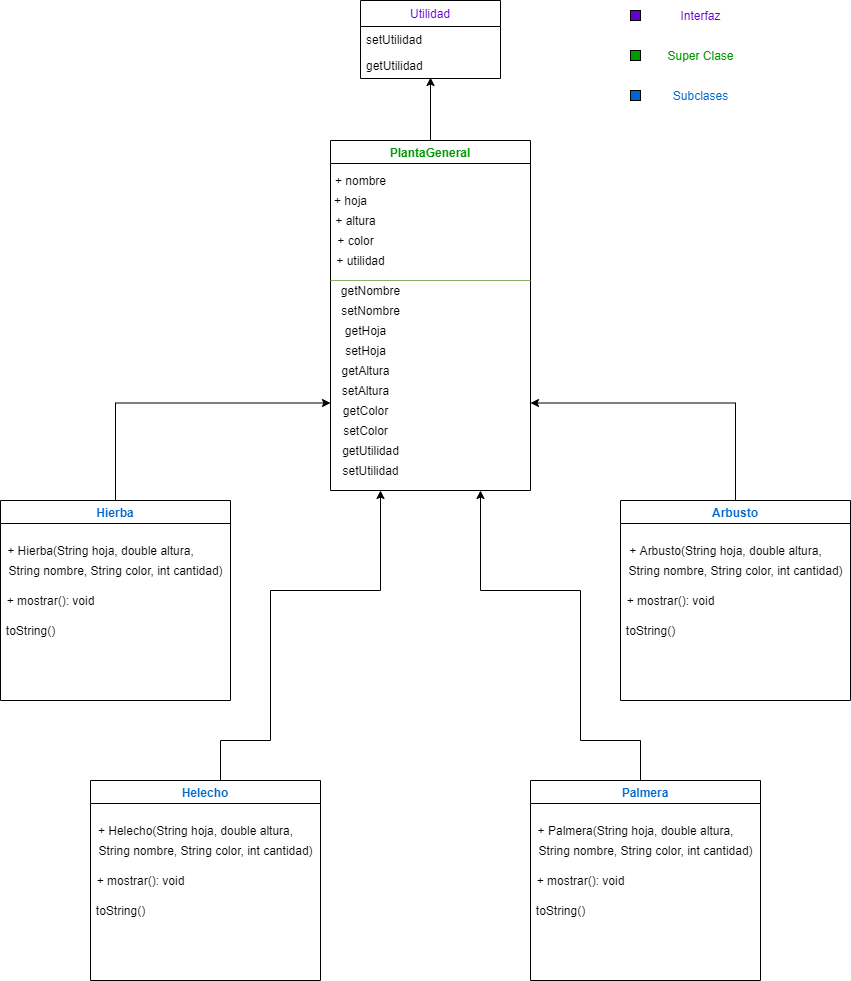 Utilidad
setUtilidad
getUtilidad
Interfaz
Super Clase
Subclases
PlantaGeneral
+ nombre
+ hoja
+ altura
+ color
+ utilidad
getNombre
setNombre
getHoja
setHoja
getAltura
setAltura
getColor
setColor
getUtilidad
setUtilidad
Hierba
+ Hierba(String hoja, double altura,
String nombre, String color, int cantidad)
+ mostrar(): void
toString()
Arbusto
+ Arbusto(String hoja, double altura,
String nombre, String color, int cantidad)
+ mostrar(): void
toString()
Helecho
+ Helecho(String hoja, double altura,
String nombre, String color, int cantidad)
+ mostrar(): void
toString()
Palmera
+ Palmera(String hoja, double altura,
String nombre, String color, int cantidad)
+ mostrar(): void
toString()